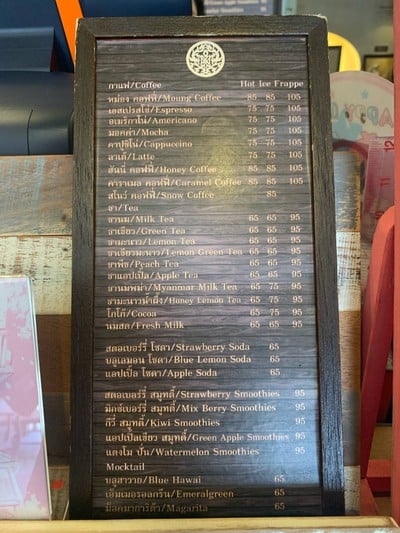 กาแฟ/Coffee Hot Ice Frappe
หม่อง คอฟฟี่/Moung Coffee 85 85 105
เอสเปรสโซ่/Espresso 75 75 105
อเมริกาโน่/Americano 75 75 105
มอคค่า/Mocha 75 75 105
คาปูชิโน่/Cappuccino 75 75 105
ลาเต้/Latte 75 75 105
ฮันนี่ คอฟฟี่/Honey Coffee 85 85 105
คาราเมล คอฟฟี่/Caramel Coffee 85 85 105
สโนว์ คอฟฟี่/Snow Coffee 85
ชา/Tea
ชานม/Milk Tea 65 65 95
ชาเขียว/Green Tea 65 65 95
ชามะนาว/Lemon Tea 65 65 95
ชาเขียวมะนาว/Lemon Green Tea 65 65 95
ชาพีช/Peach Tea 65 65 95
ชาแอปเปิ้ล/Apple Tea 65 65 95
ชานมพม่า/Myanmar Milk Tea 65 65 95
ชามะนาวน้ำผึ้ง/Honey Lemon Tea 65 75 95
โกโก้/Cocoa 65 75 95
นมสด/Fresh Milk 65 65 95
สตอเบอร์รี่ โซดา/Strawberry Soda 65
บลูเลมอน โซดา/Blue Lemon Soda 65
แอปเปิ้ล โซดา/Apple Soda 65
สตอเบอร์รี่ สมูทตี้/Strawberry Smoothies 95
มิกซ์เบอร์รี่ สมูทตี้/Mix Berry Smoothies 95
กีวี่ สมูทตี้/Kiwi Smoothies 95
แอปเปิ้ลเขียว สมูทตี้/Green Apple Smoothies 95
แตงโม ปั่น/Watermelon Smoothies 95
Mocktail
บลูฮาวาย/Blue Hawai 65
เอ็มเมอรอลกรีน/Emeralgreen 65
ม็อคมาการิต้า/Magarita 65